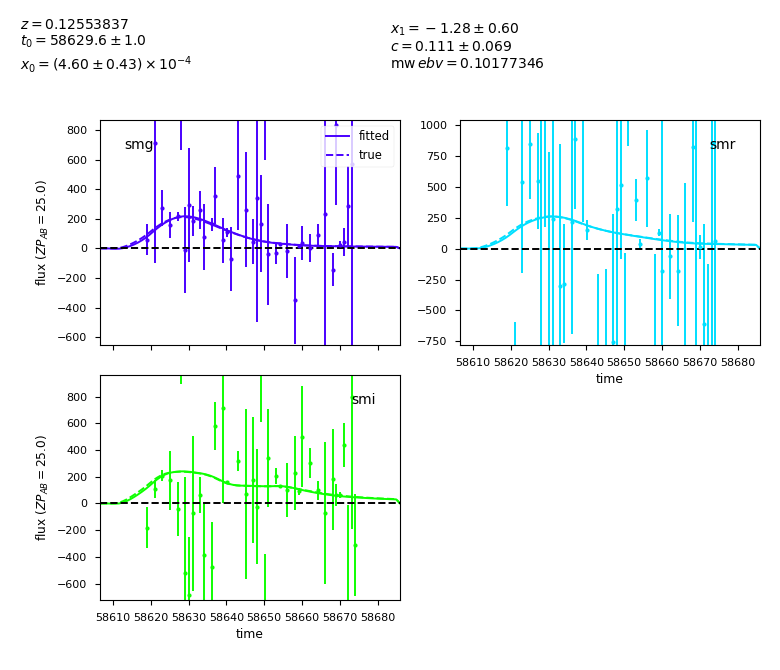 z = 0.12553837
t₀ = 58629.6 ± 1.0
x₀ = (4.60 ± 0.43) × 10⁻⁴
x₁ = −1.28 ± 0.60
c = 0.111 ± 0.069
mw ebv = 0.10177346
flux (ZP_AB = 25.0)
800
600
400
200
0
−200
−400
−600
smg
fitted
true
1000
750
500
250
0
−250
−500
−750
smr
58610 58620 58630 58640 58650 58660 58670 58680
time
flux (ZP_AB = 25.0)
800
600
400
200
0
−200
−400
−600
smi
58610 58620 58630 58640 58650 58660 58670 58680
time